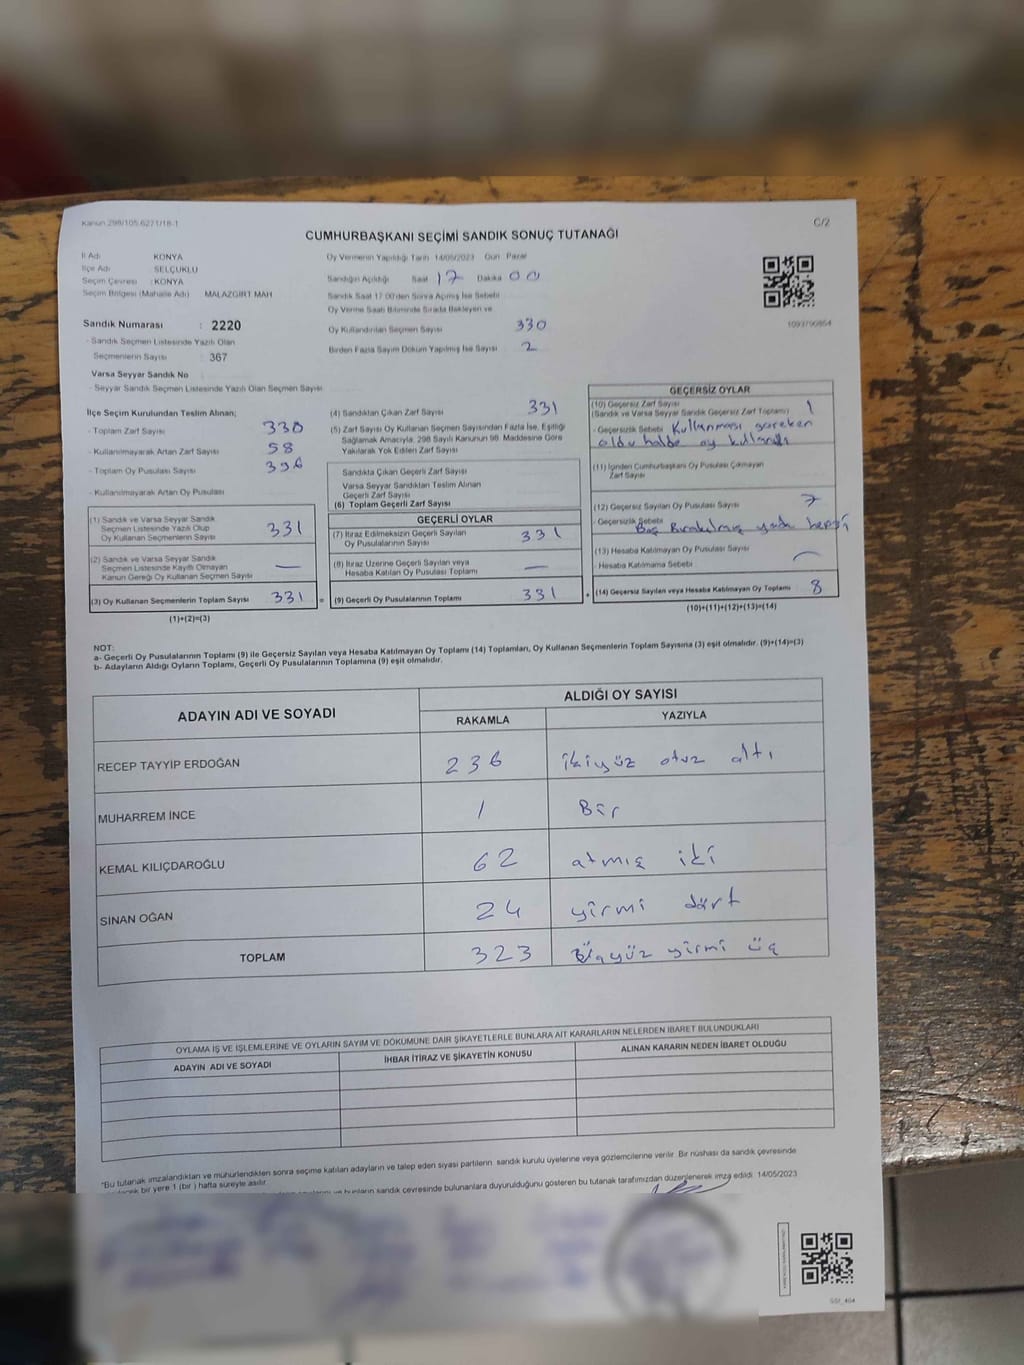 Kanun 298/105,6271/18-1
C/2
CUMHURBAŞKANI SEÇİMİ SANDIK SONUÇ TUTANAĞI
İl Adı KONYA
İlçe Adı SELÇUKLU
Seçim Çevresi : KONYA
Seçim Bölgesi (Mahalle Adı) MALAZGİRT MAH
Sandık Numarası : 2220
- Sandık Seçmen Listesinde Yazılı Olan
Seçmenlerin Sayısı : 367
Varsa Seyyar Sandık No
- Seyyar Sandık Seçmen Listesinde Yazılı Olan Seçmen Sayısı
Oy Vermenin Yapıldığı Tarih 14/05/2023 Gün Pazar
Sandığın Açıldığı Saat 17 Dakika 00
Sandık Saat 17:00'den Sonra Açılmış İse Sebebi
Oy Verme Saati Bitiminde Sırada Bekleyen ve
Oy Kullandırılan Seçmen Sayısı 330
Birden Fazla Sayım Döküm Yapılmış İse Sayısı 2
1093790864
İlçe Seçim Kurulundan Teslim Alınan;
- Toplam Zarf Sayısı 330
- Kullanılmayarak Artan Zarf Sayısı 58
- Toplam Oy Pusulası Sayısı 396
- Kullanılmayarak Artan Oy Pusulası
(1) Sandık ve Varsa Seyyar Sandık
Seçmen Listesinde Yazılı Olup
Oy Kullanan Seçmenlerin Sayısı 331
(2) Sandık ve Varsa Seyyar Sandık
Seçmen Listesinde Kayıtlı Olmayan
Kanun Gereği Oy Kullanan Seçmen Sayısı —
(3) Oy Kullanan Seçmenlerin Toplam Sayısı 331 =
(1)+(2)=(3)
(4) Sandıktan Çıkan Zarf Sayısı 331
(5) Zarf Sayısı Oy Kullanan Seçmen Sayısından Fazla İse, Eşitliği
Sağlamak Amacıyla, 298 Sayılı Kanunun 98. Maddesine Göre
Yakılarak Yok Edilen Zarf Sayısı
Sandıkta Çıkan Geçerli Zarf Sayısı
Varsa Seyyar Sandıktan Teslim Alınan
Geçerli Zarf Sayısı
(6) Toplam Geçerli Zarf Sayısı
GEÇERLİ OYLAR
(7) İtiraz Edilmeksizin Geçerli Sayılan
Oy Pusulalarının Sayısı 331
(8) İtiraz Üzerine Geçerli Sayılan veya
Hesaba Katılan Oy Pusulası Toplamı —
(9) Geçerli Oy Pusulalarının Toplamı 331 +
GEÇERSİZ OYLAR
(10) Geçersiz Zarf Sayısı
(Sandık ve Varsa Seyyar Sandık Geçersiz Zarf Toplamı) 1
- Geçersizlik Sebebi Kullanması gereken
oldu halde oy kullandı
(11) İçinden Cumhurbaşkanı Oy Pusulası Çıkmayan
Zarf Sayısı
(12) Geçersiz Sayılan Oy Pusulası Sayısı 7
- Geçersizlik Sebebi
Boş Bırakılmış yada hepsi
(13) Hesaba Katılmayan Oy Pusulası Sayısı —
- Hesaba Katılmama Sebebi
(14) Geçersiz Sayılan veya Hesaba Katılmayan Oy Toplamı 8
(10)+(11)+(12)+(13)=(14)
NOT:
a- Geçerli Oy Pusulalarının Toplamı (9) ile Geçersiz Sayılan veya Hesaba Katılmayan Oy Toplamı (14) Toplamları, Oy Kullanan Seçmenlerin Toplam Sayısına (3) eşit olmalıdır. (9)+(14)=(3)
b- Adayların Aldığı Oyların Toplamı, Geçerli Oy Pusulalarının Toplamına (9) eşit olmalıdır.
ADAYIN ADI VE SOYADI
ALDIĞI OY SAYISI
RAKAMLA YAZIYLA
RECEP TAYYİP ERDOĞAN 236 ikiyüz otuz altı
MUHARREM İNCE 1 Bir
KEMAL KILIÇDAROĞLU 62 atmış iki
SİNAN OĞAN 24 yirmi dört
TOPLAM 323 üçyüz yirmi üç
OYLAMA İŞ VE İŞLEMLERİNE VE OYLARIN SAYIM VE DÖKÜMÜNE DAİR ŞİKAYETLERLE BUNLARA AİT KARARLARIN NELERDEN İBARET BULUNDUKLARI
ADAYIN ADI VE SOYADI İHBAR İTİRAZ VE ŞİKAYETİN KONUSU ALINAN KARARIN NEDEN İBARET OLDUĞU
"Bu tutanak imzalandıktan ve mühürlendikten sonra seçime katılan adayların ve talep eden siyasi partilerin sandık kurulu üyelerine veya gözlemcilerine verilir. Bir nüshası da sandık çevresinde
bir yere 1 (bir) hafta süreyle asılır.
sandık çevresinde bulunanlara duyurulduğunu gösteren bu tutanak tarafımızdan düzenlenerek imza edildi. 14/05/2023